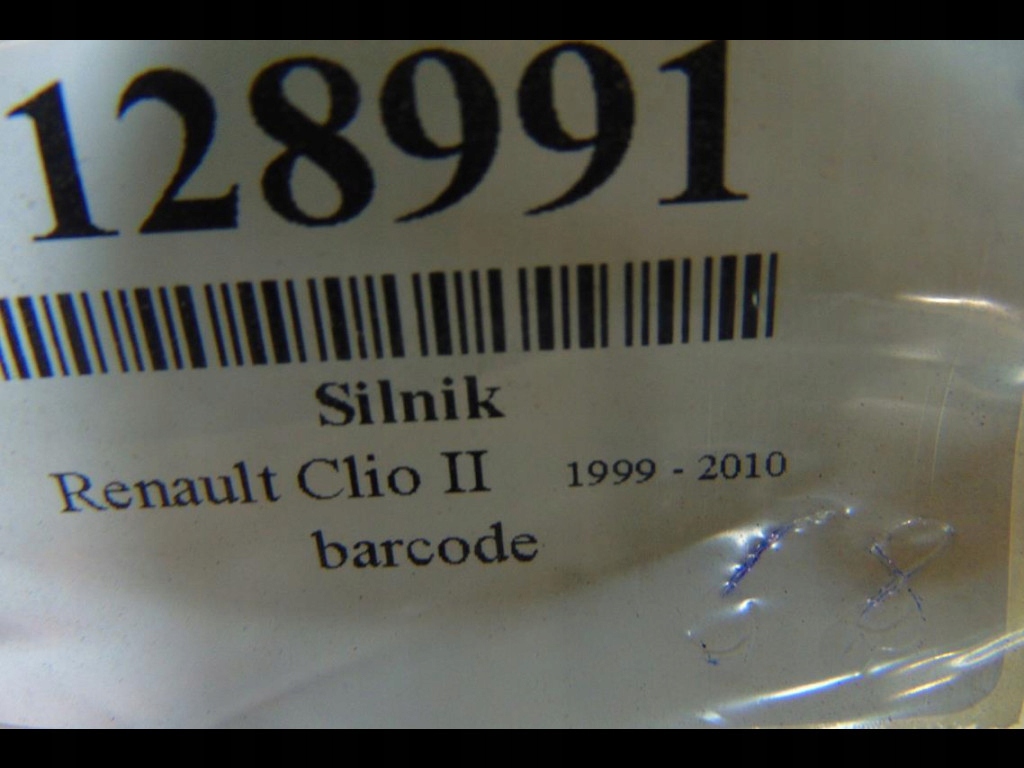 128991
Silnik
Renault Clio II 1999 - 2010
barcode